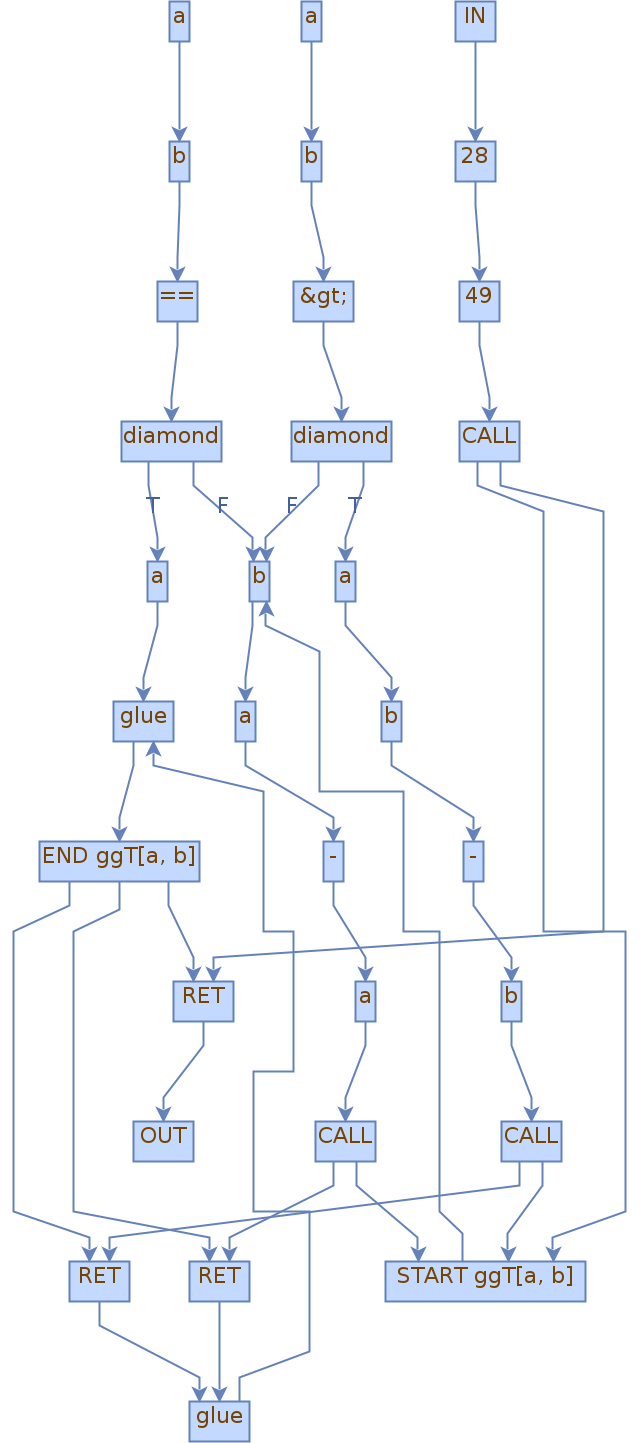 a a IN
b b 28
== &gt; 49
diamond diamond CALL
T F F T
a b a
glue a b
END ggT[a, b] - -
RET a b
OUT CALL CALL
RET RET START ggT[a, b]
glue